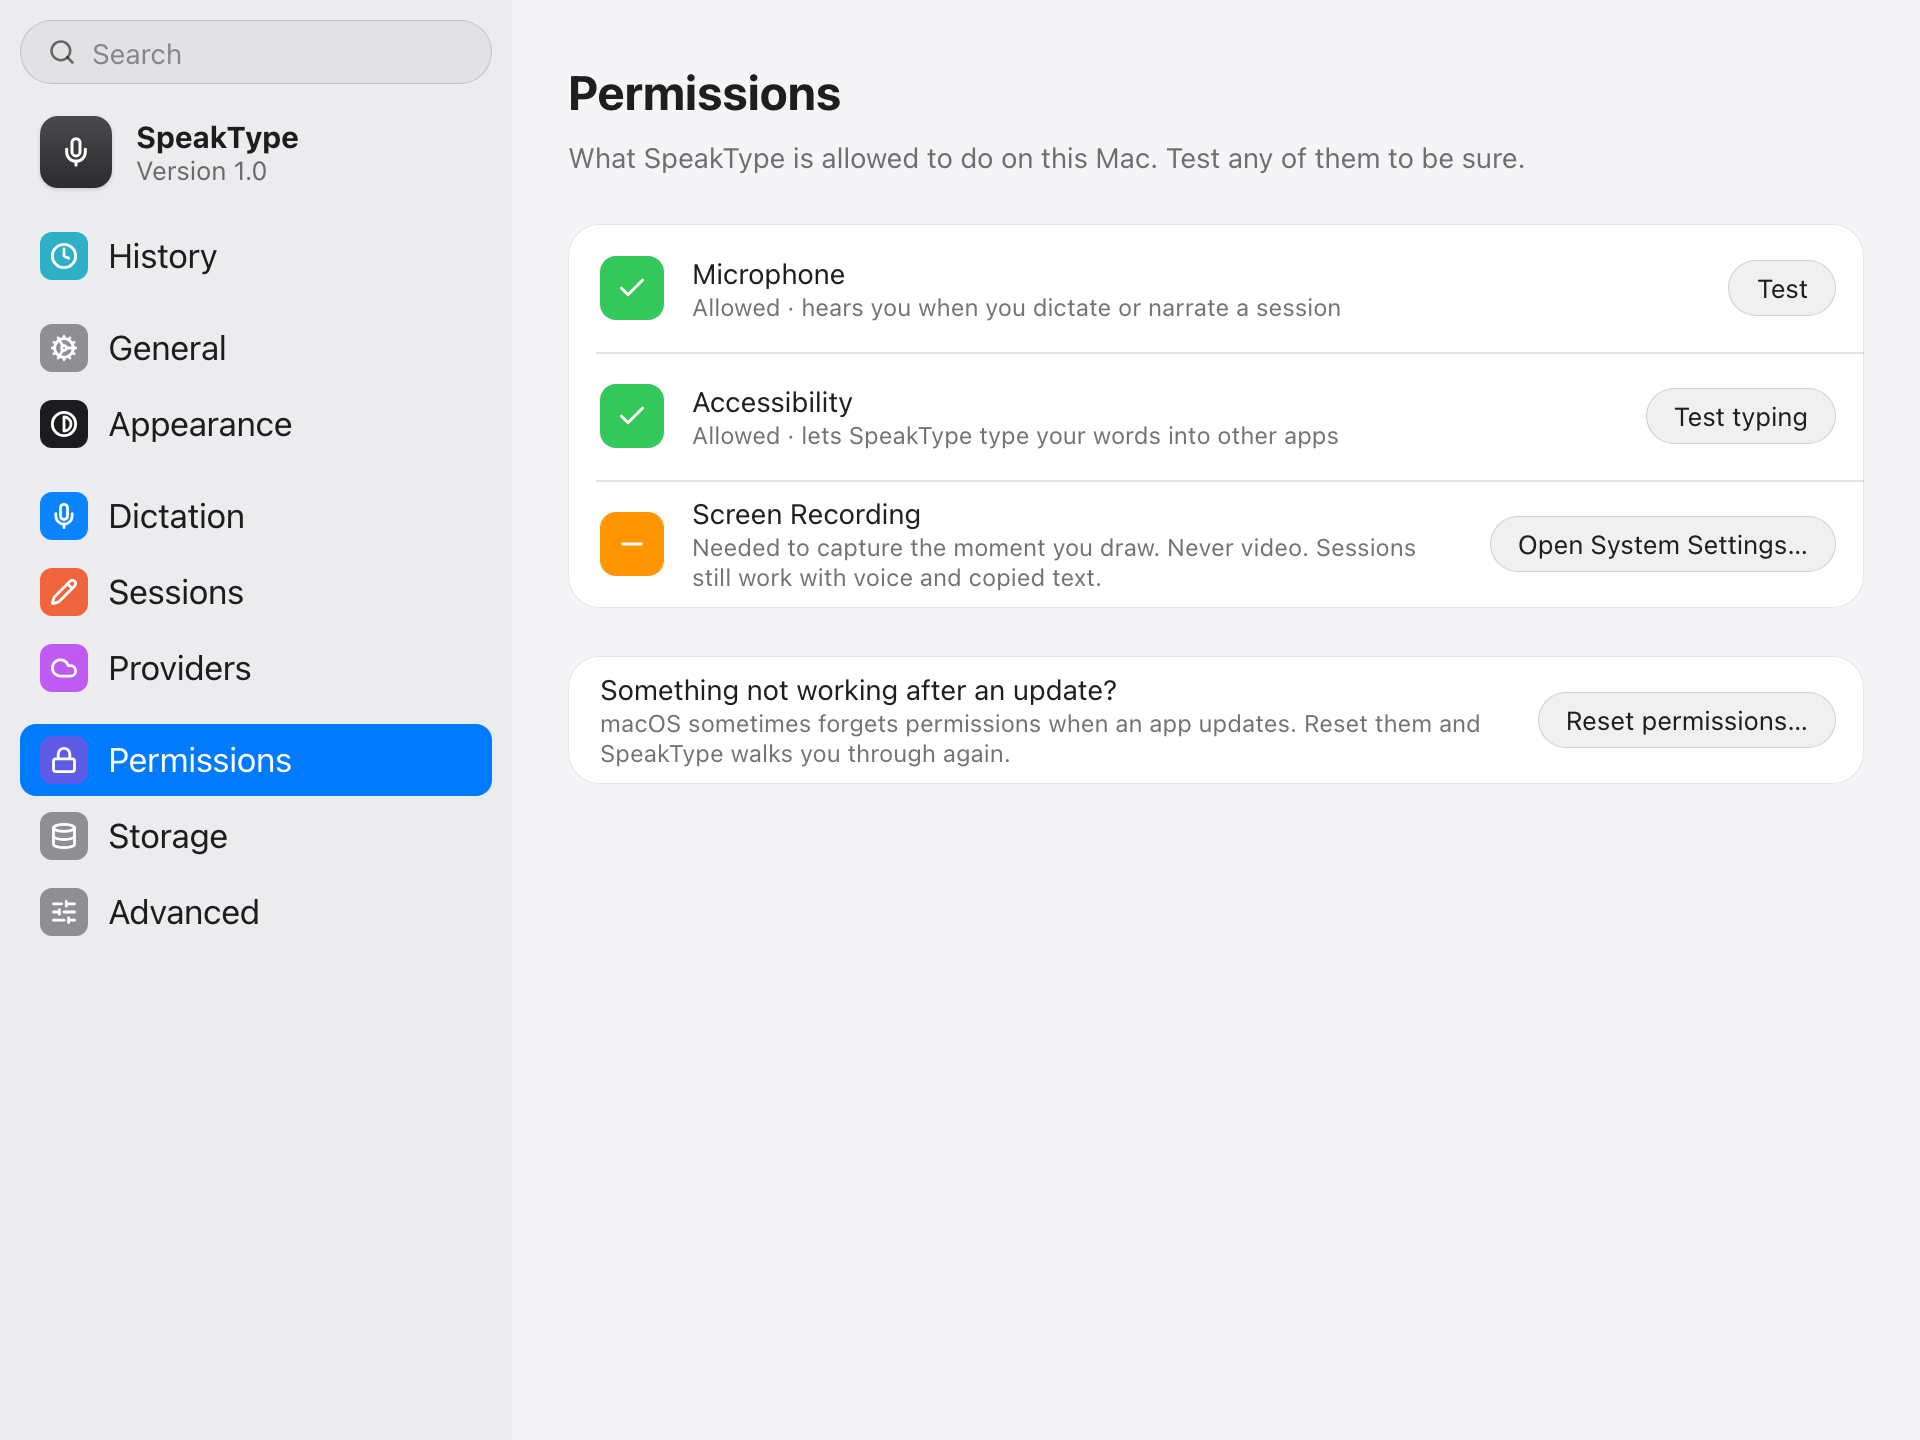 Search
SpeakType
Version 1.0
History
General
Appearance
Dictation
Sessions
Providers
Permissions
Storage
Advanced
Permissions
What SpeakType is allowed to do on this Mac. Test any of them to be sure.
Microphone
Allowed · hears you when you dictate or narrate a session
Test
Accessibility
Allowed · lets SpeakType type your words into other apps
Test typing
Screen Recording
Needed to capture the moment you draw. Never video. Sessions
still work with voice and copied text.
Open System Settings...
Something not working after an update?
macOS sometimes forgets permissions when an app updates. Reset them and
SpeakType walks you through again.
Reset permissions...